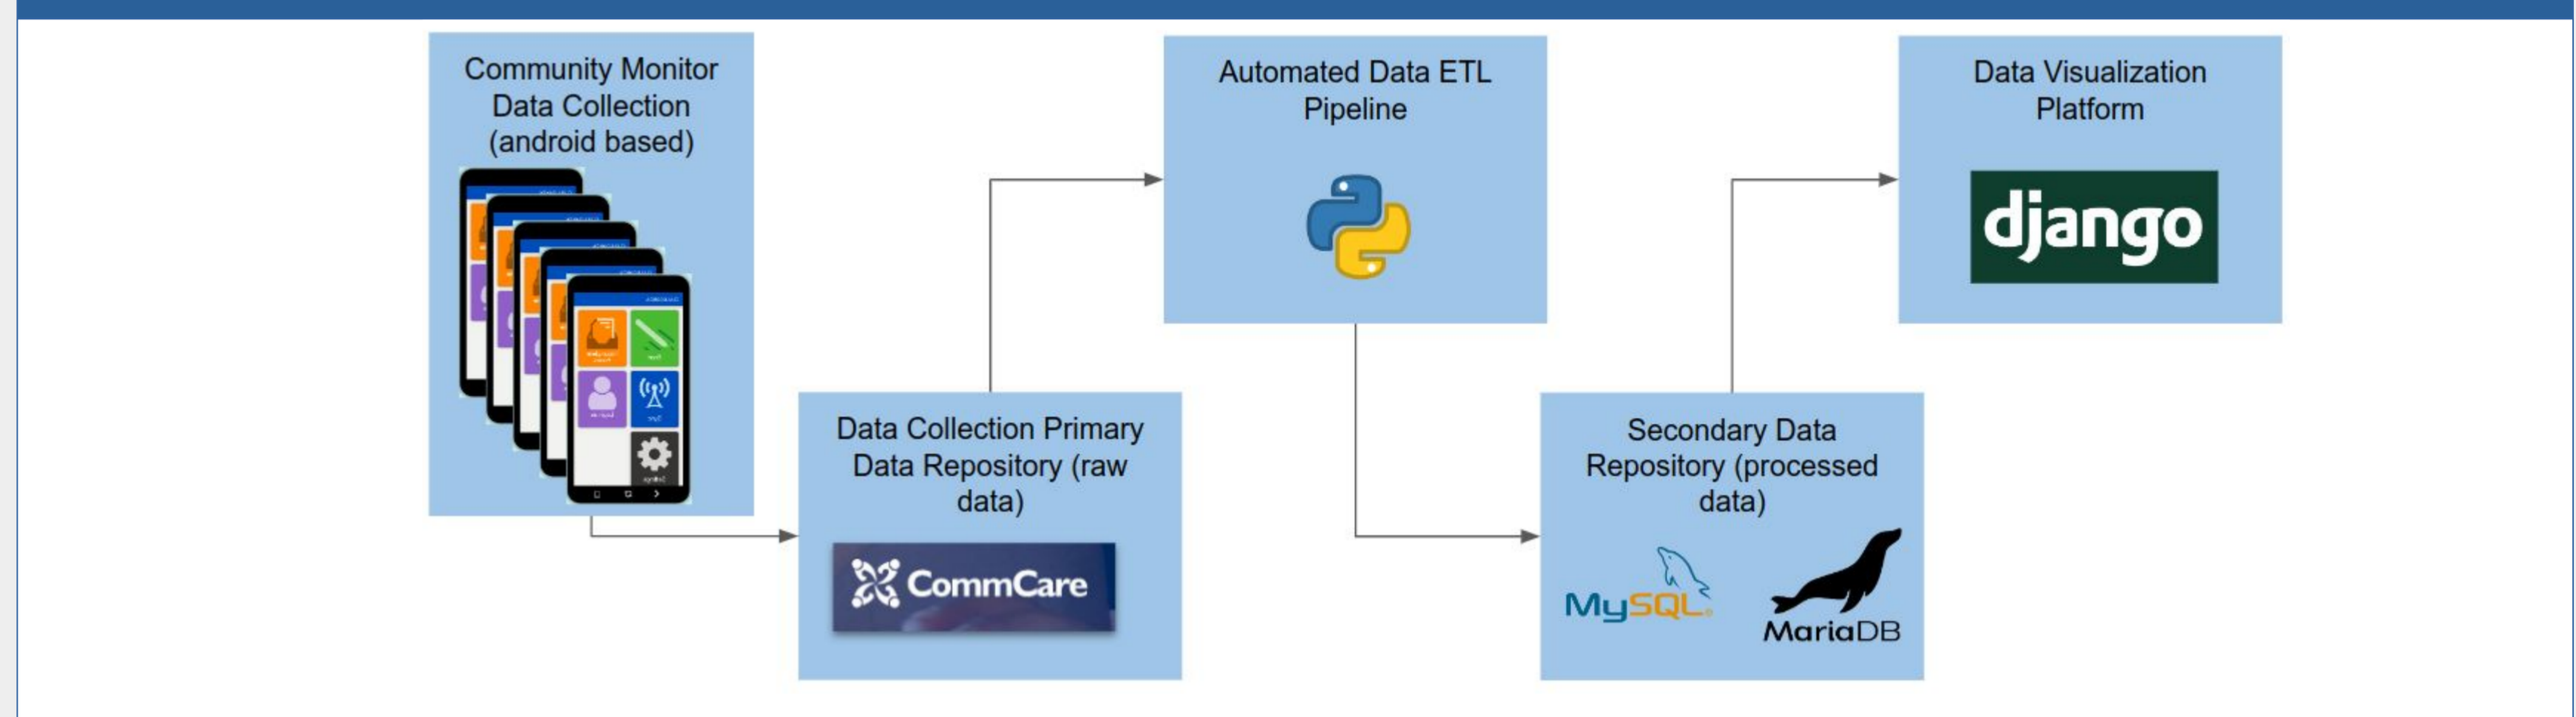 Community Monitor
Data Collection
(android based)
Data Collection Primary
Data Repository (raw
data)
CommCare
Automated Data ETL
Pipeline
Secondary Data
Repository (processed
data)
MySQL
MariaDB
Data Visualization
Platform
django